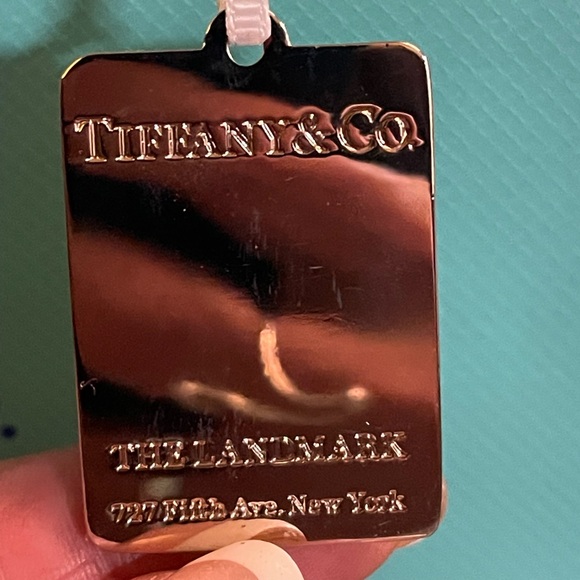 TIFFANY & CO.
THE LANDMARK
727 Fifth Ave. New York